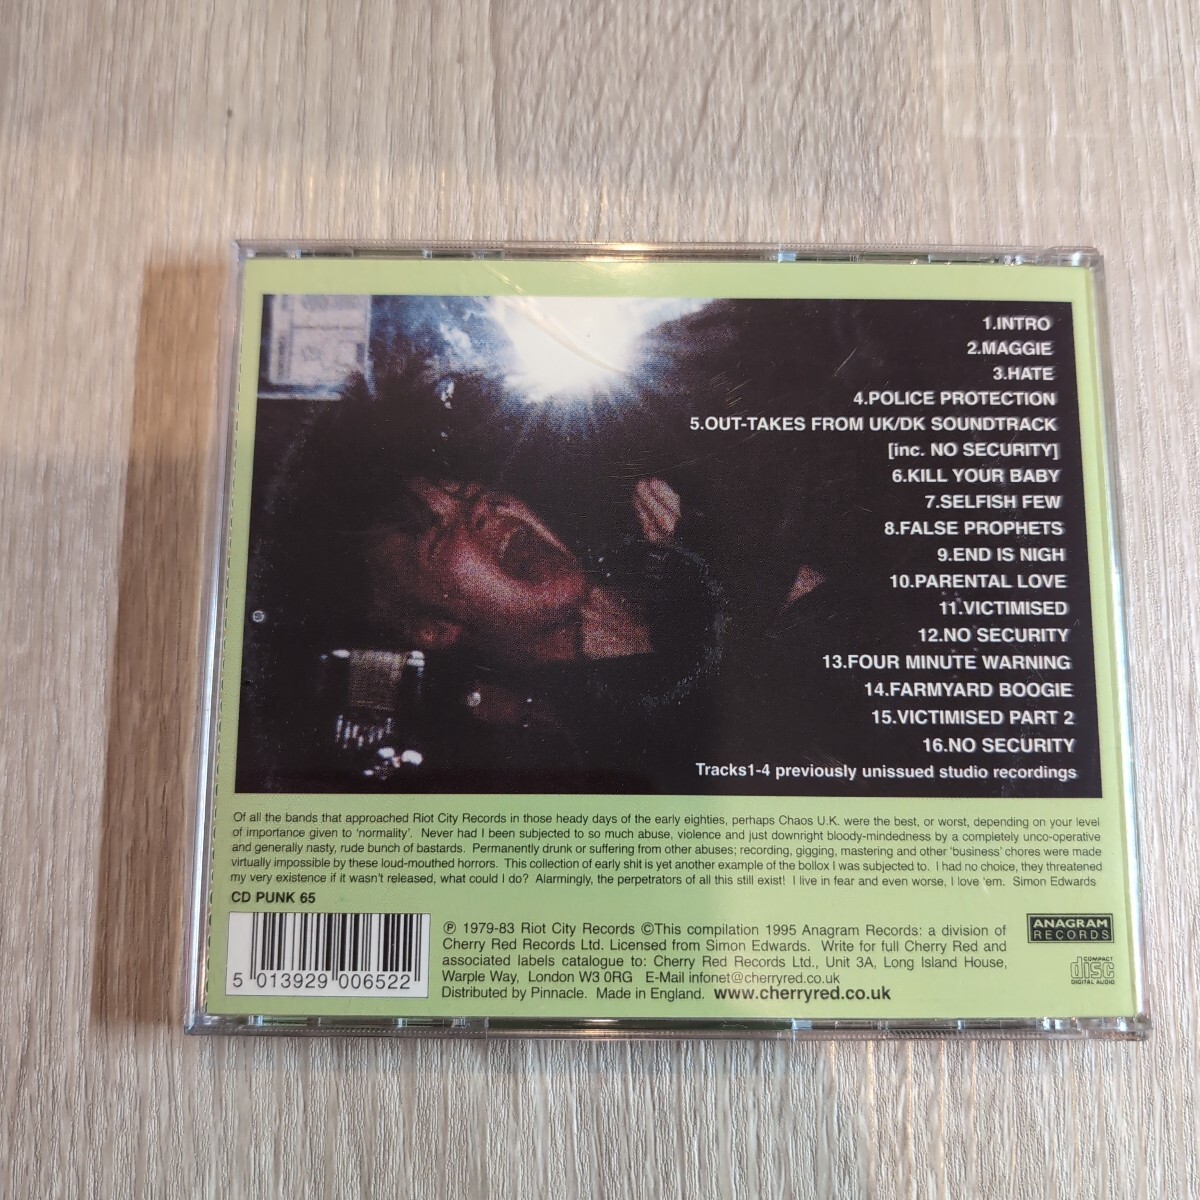 1.INTRO
2.MAGGIE
3.HATE
4.POLICE PROTECTION
5.OUT-TAKES FROM UK/DK SOUNDTRACK
[inc. NO SECURITY]
6.KILL YOUR BABY
7.SELFISH FEW
8.FALSE PROPHETS
9.END IS NIGH
10.PARENTAL LOVE
11.VICTIMISED
12.NO SECURITY
13.FOUR MINUTE WARNING
14.FARMYARD BOOGIE
15.VICTIMISED PART 2
16.NO SECURITY
Tracks1-4 previously unissued studio recordings
Of all the bands that approached Riot City Records in those heady days of the early eighties, perhaps Chaos U.K. were the best, or worst, depending on your level
of importance given to 'normality'. Never had I been subjected to so much abuse, violence and just downright bloody-mindedness by a completely unco-operative
and generally nasty, rude bunch of bastards. Permanently drunk or suffering from other abuses; recording, gigging, mastering and other 'business' chores were made
virtually impossible by these loud-mouthed horrors. This collection of early shit is yet another example of the bollox I was subjected to. I had no choice, they threatened
my very existence if it wasn't released, what could I do? Alarmingly, the perpetrators of all this still exist! I live in fear and even worse, I love 'em. Simon Edwards
CD PUNK 65
5 013929 006522
℗ 1979-83 Riot City Records ©This compilation 1995 Anagram Records: a division of
Cherry Red Records Ltd. Licensed from Simon Edwards. Write for full Cherry Red and
associated labels catalogue to: Cherry Red Records Ltd., Unit 3A, Long Island House,
Warple Way, London W3 0RG E-Mail infonet@cherryred.co.uk
Distributed by Pinnacle. Made in England. www.cherryred.co.uk
ANAGRAM
RECORDS
COMPACT
disc
DIGITAL AUDIO